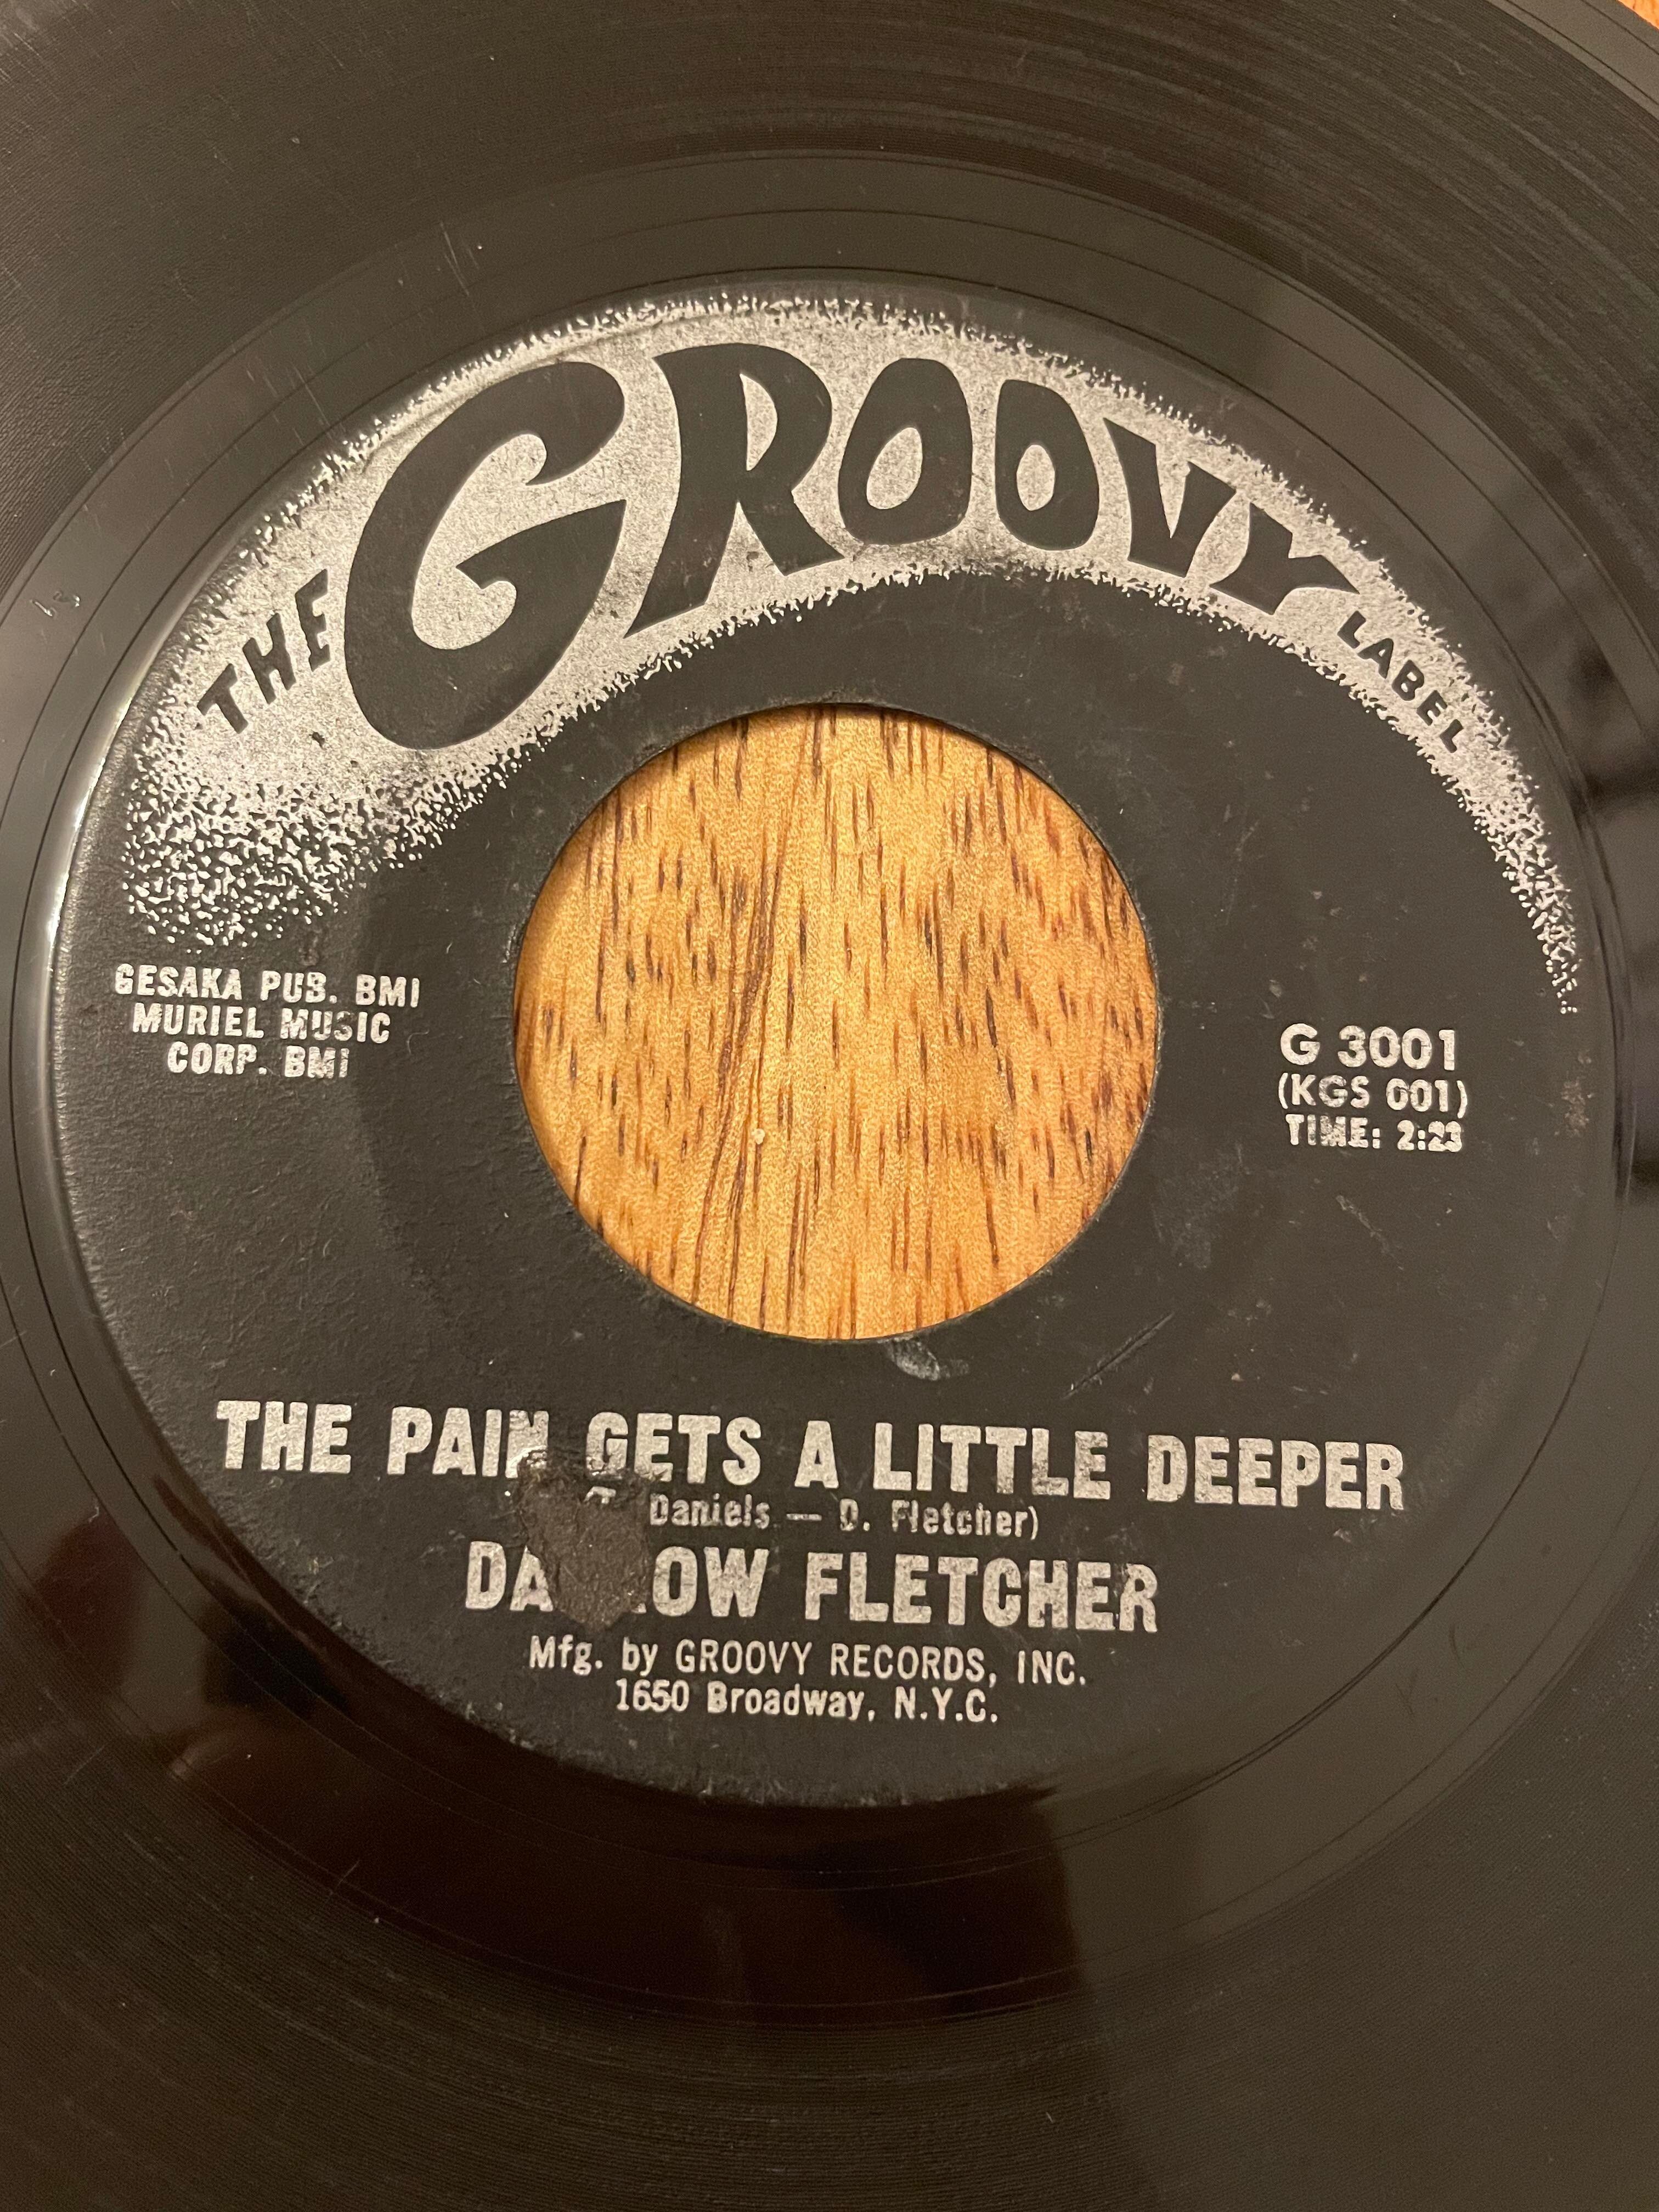 THE GROOVY LABEL
GESAKA PUB. BMI
MURIEL MUSIC
CORP. BMI
G 3001
(KGS 001)
TIME: 2:23
THE PAIN GETS A LITTLE DEEPER
Daniels — D. Fletcher)
FLETCHER
Mfg. by GROOVY RECORDS, INC.
1650 Broadway, N.Y.C.